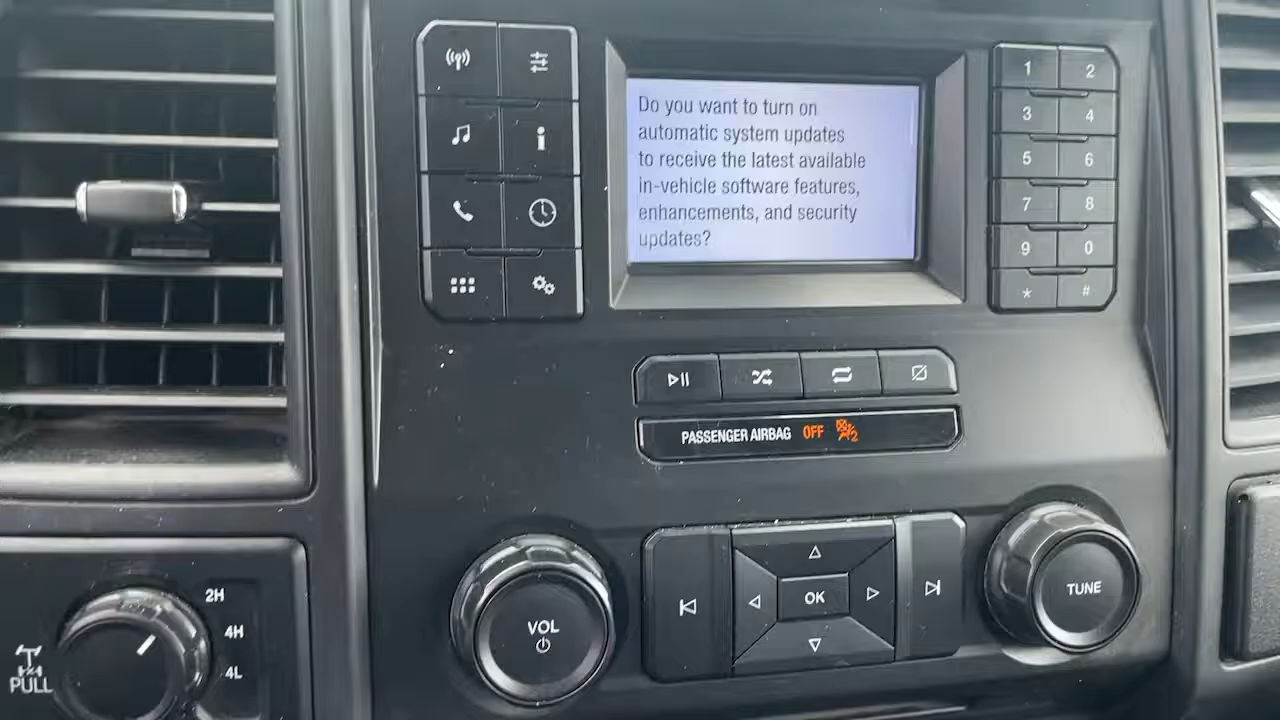 Do you want to turn on
automatic system updates
to receive the latest available
in-vehicle software features,
enhancements, and security
updates?
1 2
3 4
5 6
7 8
9 0
* #
PASSENGER AIRBAG OFF 2
VOL
OK
TUNE
2H
4H
4L
PULL